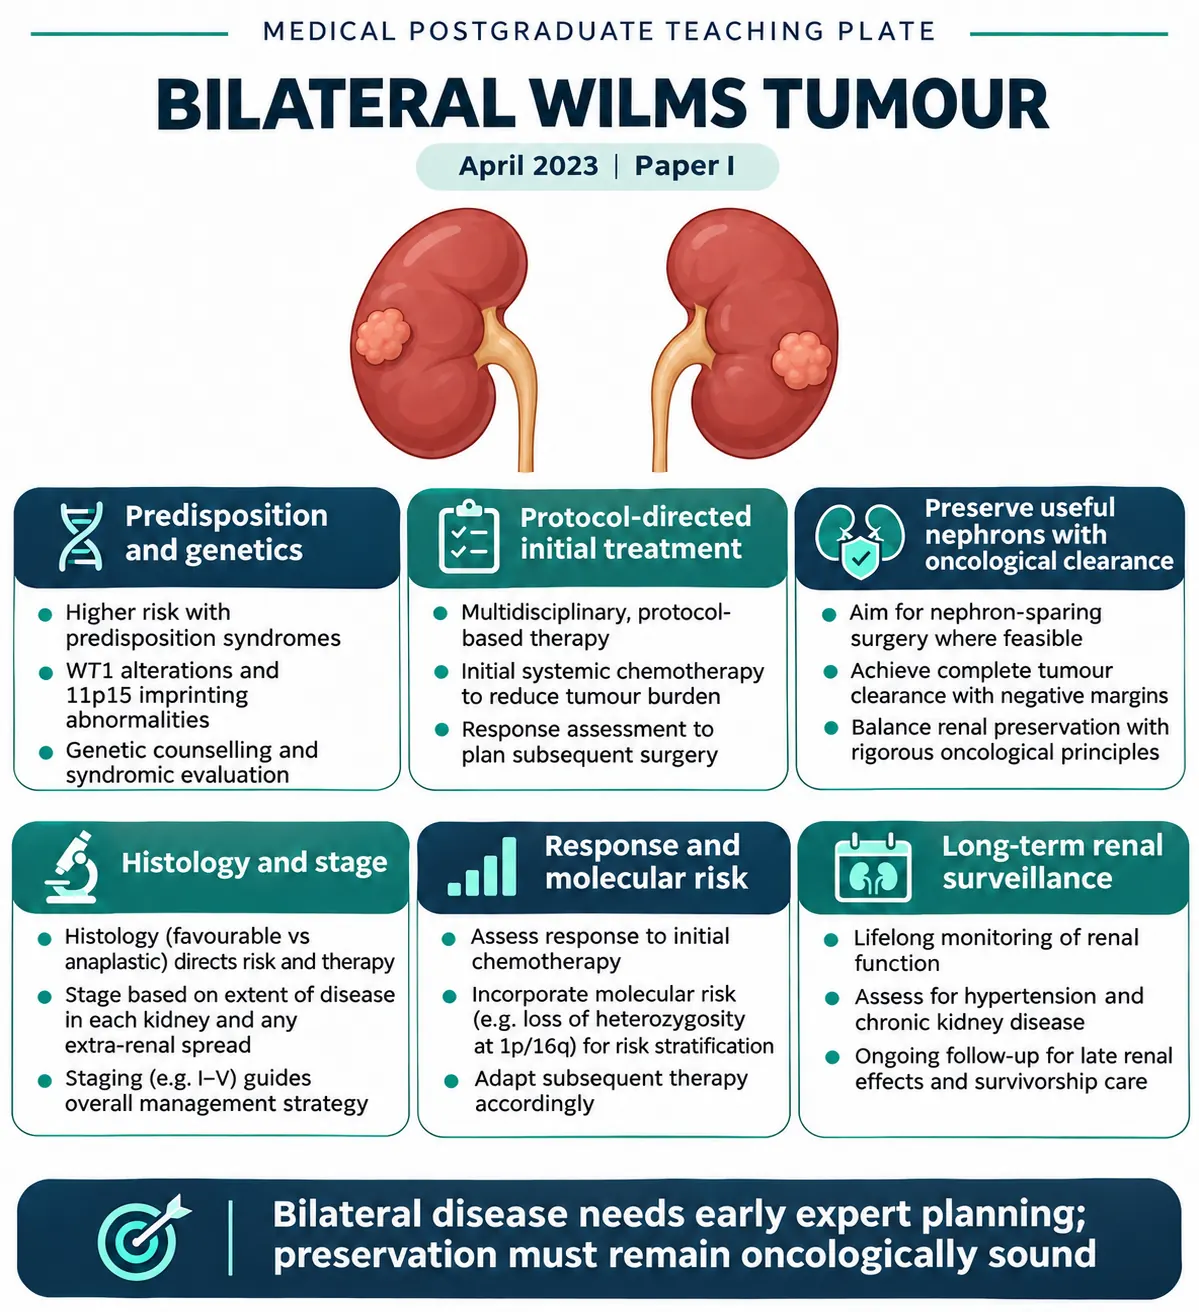 MEDICAL POSTGRADUATE TEACHING PLATE
BILATERAL WILMS TUMOUR
April 2023 | Paper I
Predisposition
and genetics
• Higher risk with
predisposition syndromes
• WT1 alterations and
11p15 imprinting
abnormalities
• Genetic counselling and
syndromic evaluation
Protocol-directed
initial treatment
• Multidisciplinary, protocol-
based therapy
• Initial systemic chemotherapy
to reduce tumour burden
• Response assessment to
plan subsequent surgery
Preserve useful
nephrons with
oncological clearance
• Aim for nephron-sparing
surgery where feasible
• Achieve complete tumour
clearance with negative margins
• Balance renal preservation with
rigorous oncological principles
Histology and stage
• Histology (favourable vs
anaplastic) directs risk and therapy
• Stage based on extent of disease
in each kidney and any
extra-renal spread
• Staging (e.g. I–V) guides
overall management strategy
Response and
molecular risk
• Assess response to initial
chemotherapy
• Incorporate molecular risk
(e.g. loss of heterozygosity
at 1p/16q) for risk stratification
• Adapt subsequent therapy
accordingly
Long-term renal
surveillance
• Lifelong monitoring of renal
function
• Assess for hypertension and
chronic kidney disease
• Ongoing follow-up for late renal
effects and survivorship care
Bilateral disease needs early expert planning;
preservation must remain oncologically sound